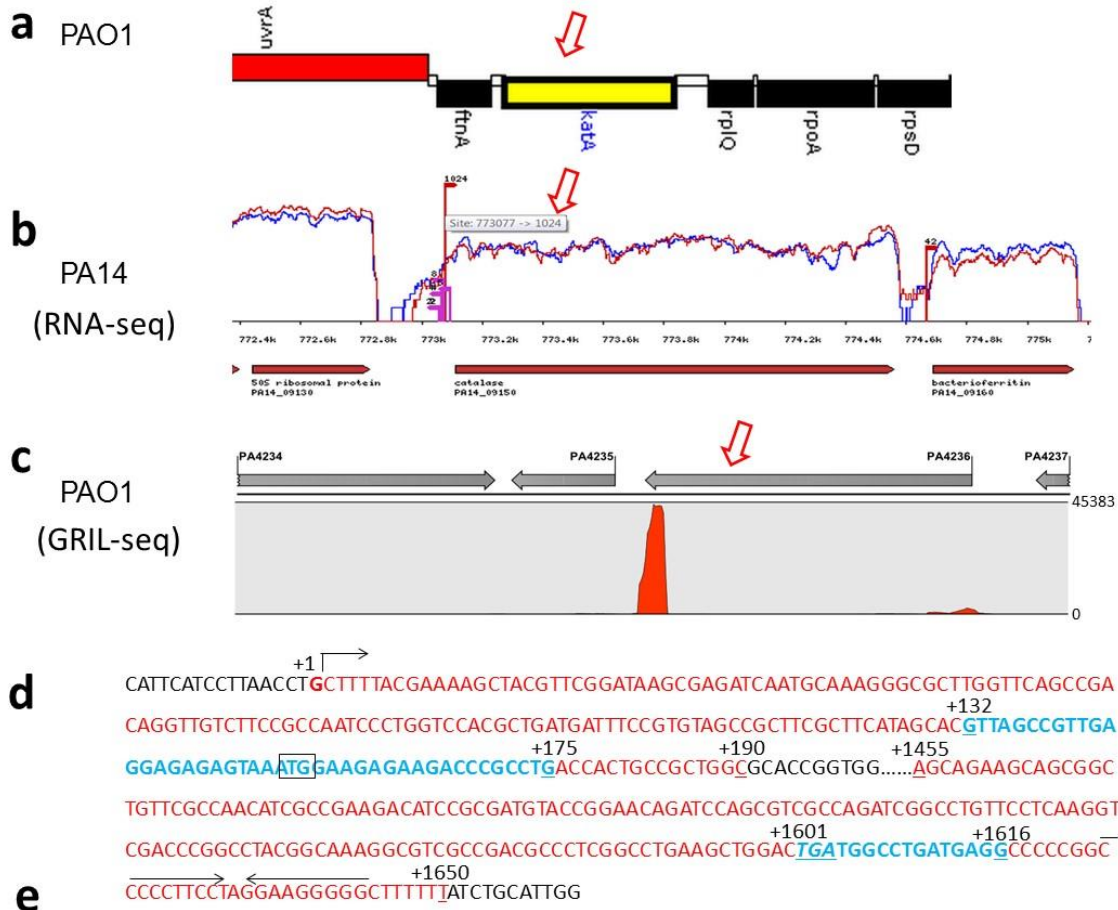 a PAO1
uvrA
ftnA
katA
rplQ
rpoA
rpsD
b
PA14
(RNA-seq)
1024
Site: 773077 -> 1024
42
772.4k 772.6k 772.8k 773k 773.2k 773.4k 773.6k 773.8k 774k 774.2k 774.4k 774.6k 774.8k 775k
50S ribosomal protein catalase bacterioferritin
PA14_09130 PA14_09150 PA14_09160
c
PAO1
(GRIL-seq)
PA4234 PA4235 PA4236 PA4237
45383
0
d
+1
CATTCATCCTTAACCTGCTTTTACGAAAAGCTACGTTCGGATAAGCGAGATCAATGCAAAGGGCGCTTGGTTCAGCCGA
+132
CAGGTTGTCTTCCGCCAATCCCTGGTCCACGCTGATGATTTCCGTGTAGCCGCTTCGCTTCATAGCACGTTAGCCGTTGA
+175 +190 +1455
GGAGAGAGTAAATGGAAGAGAAGACCCGCCTGACCACTGCCGCTGGCGCACCGGTGG......AGCAGAAGCAGCGGC
TGTTCGCCAACATCGCCGAAGACATCCGCGATGTACCGGAACAGATCCAGCGTCGCCAGATCGGCCTGTTCCTCAAGGT
+1601 +1616
CGACCCGGCCTACGGCAAAGGCGTCGCCGACGCCCTCGGCCTGAAGCTGGACTGATGGCCTGATGAGGCCCCCGGC
+1650
CCCCTTCCTAGGAAGGGGGCTTTTTTATCTGCATTGG
e